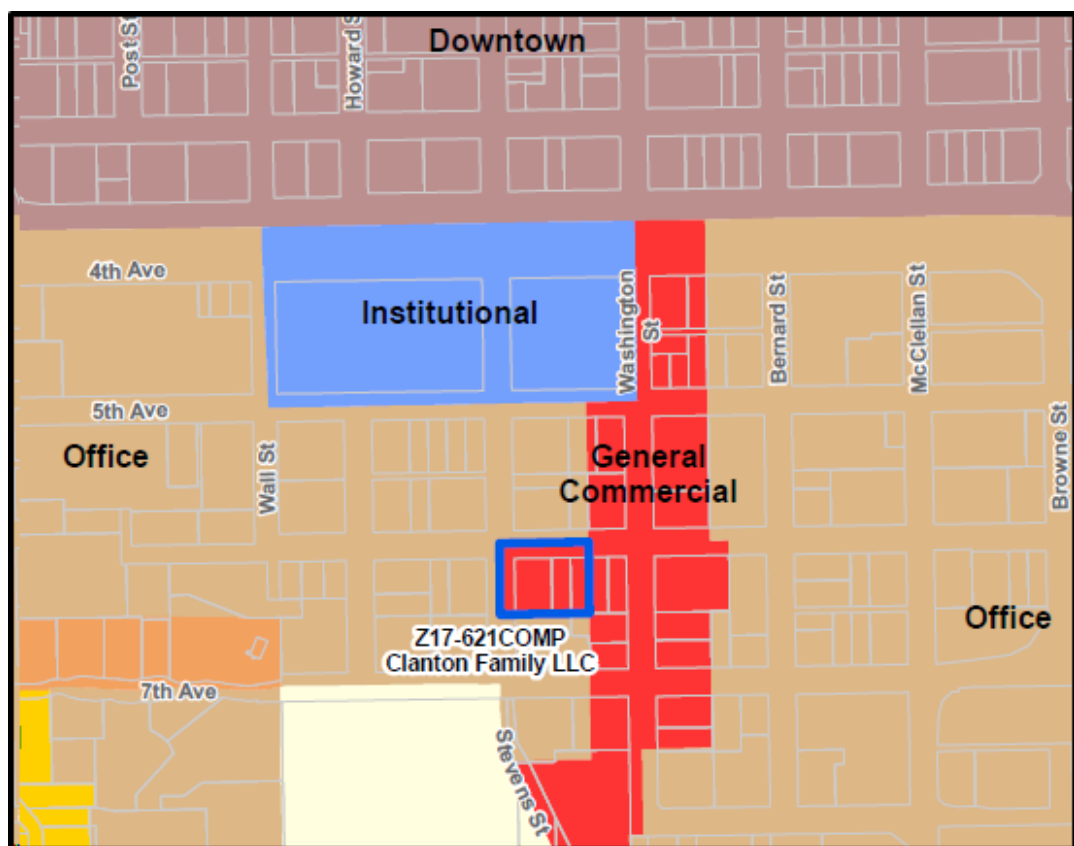 Downtown
Post St
Howard S
4th Ave
Institutional
Washington
St
Bernard St
McClellan St
5th Ave
Office
Wall St
General
Commercial
Browne St
Z17-621COMP
Clanton Family LLC
Office
7th Ave
Stevens St